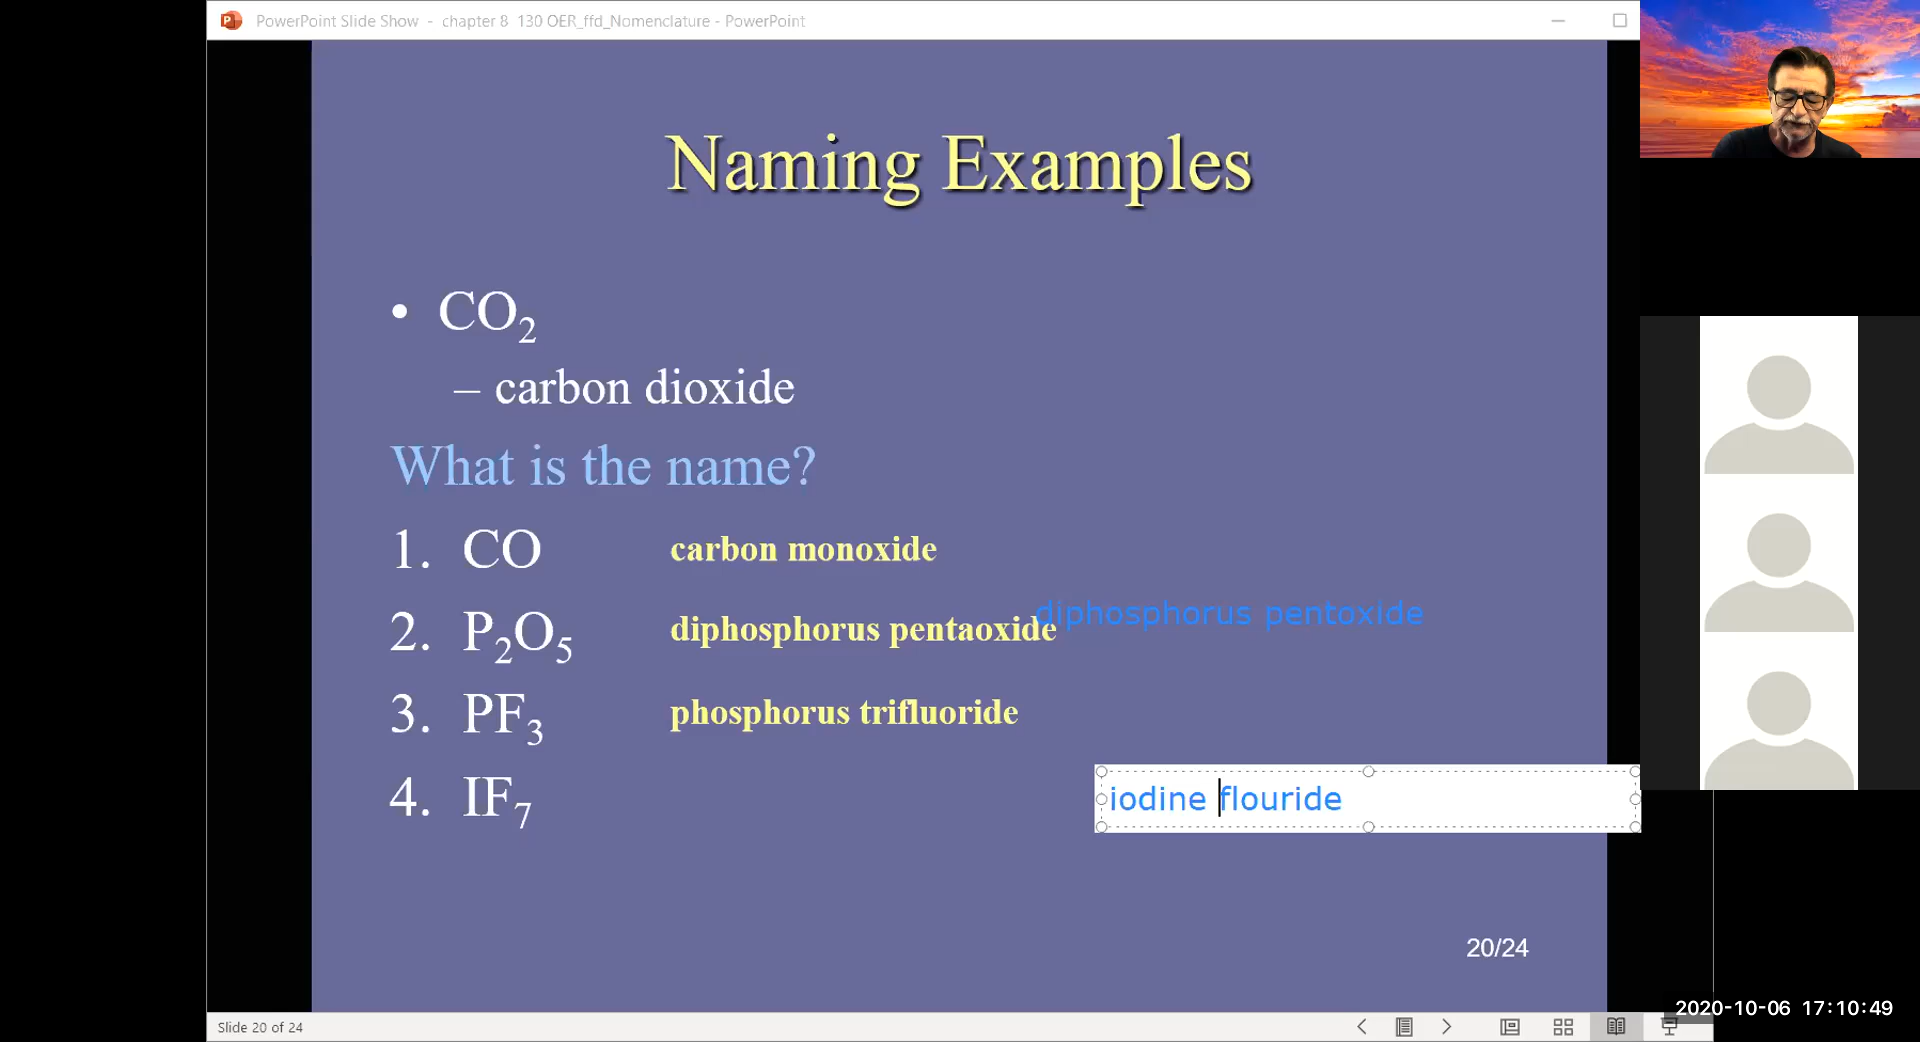 PowerPoint Slide Show - chapter 8 130 OER_ffd_Nomenclature - PowerPoint
Naming Examples
• CO₂
– carbon dioxide
What is the name?
1. CO carbon monoxide
2. P₂O₅ diphosphorus pentaoxide diphosphorus pentoxide
3. PF₃ phosphorus trifluoride
4. IF₇ iodine flouride
20/24
2020-10-06 17:10:49
Slide 20 of 24